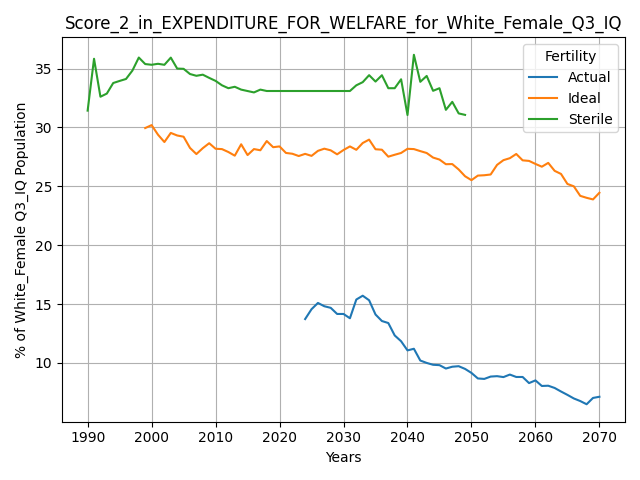 Score_2_in_EXPENDITURE_FOR_WELFARE_for_White_Female_Q3_IQ
Fertility
Actual
Ideal
Sterile
% of White_Female Q3_IQ Population
35
30
25
20
15
10
1990 2000 2010 2020 2030 2040 2050 2060 2070
Years